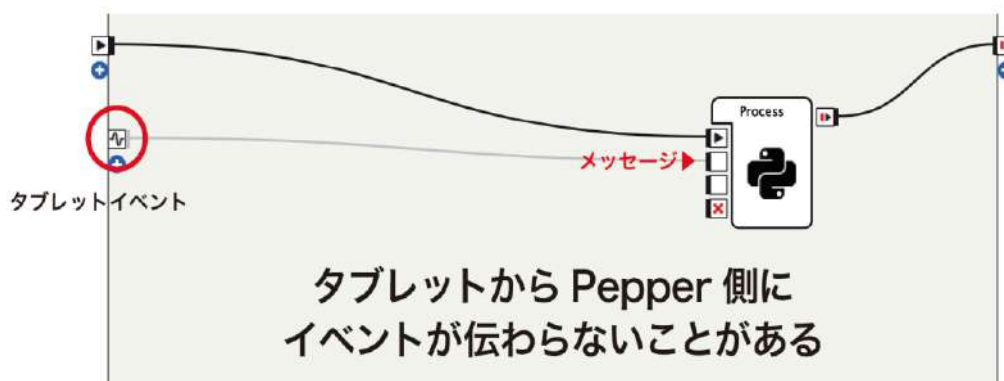 Process
メッセージ
タブレットイベント
タブレットから Pepper 側に
イベントが伝わらないことがある